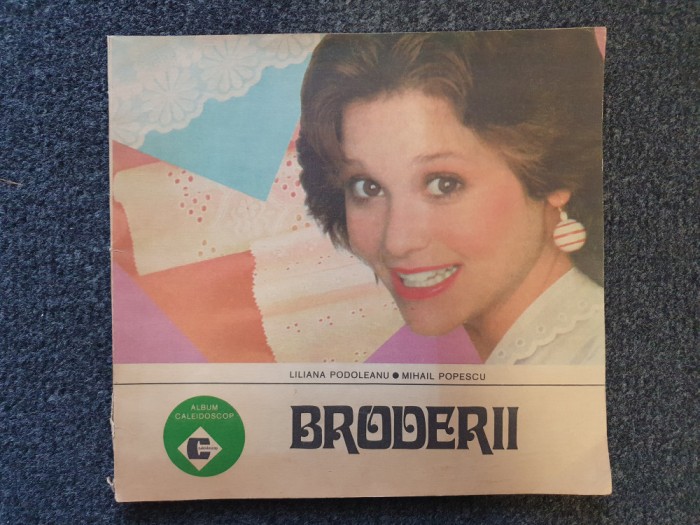 LILIANA PODOLEANU ● MIHAIL POPESCU
ALBUM
CALEIDOSCOP
BRODERII